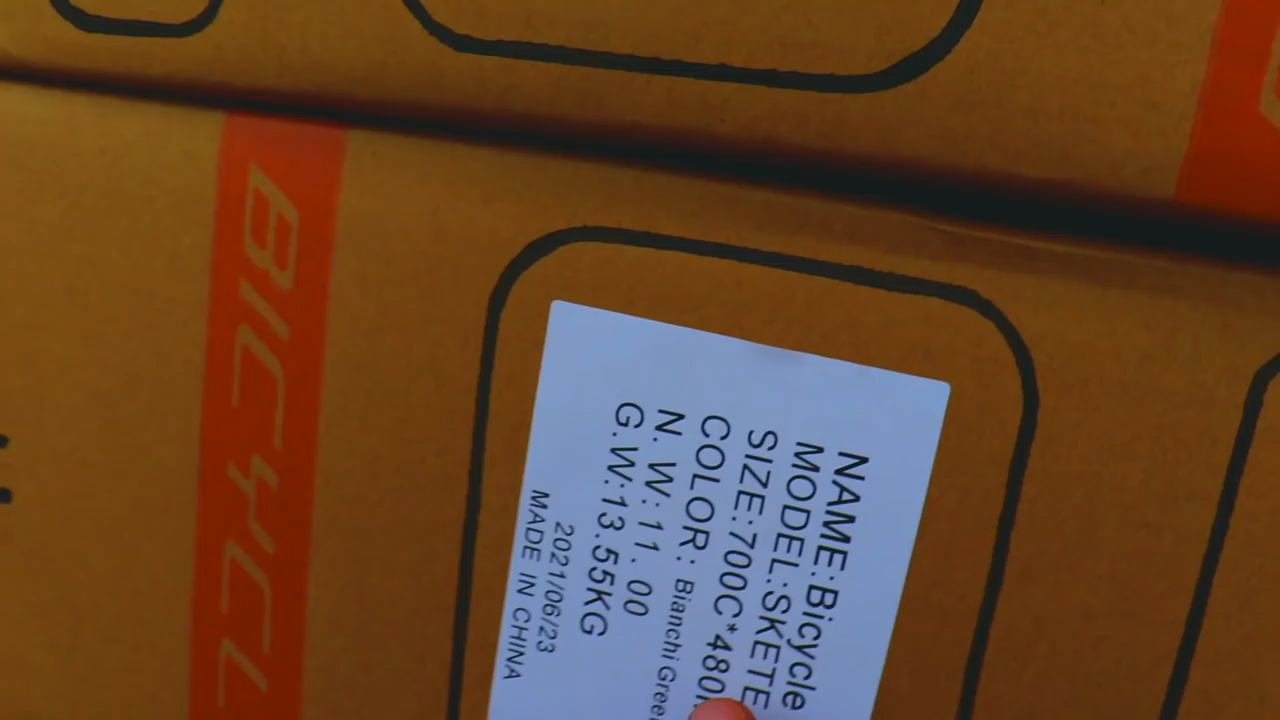 BICYCL
NAME:Bicycle
MODEL:SKETE
SIZE:700C*480
COLOR: Bianchi Gree
N. W:11. 00
G.W:13.55KG
2021/06/23
MADE IN CHINA